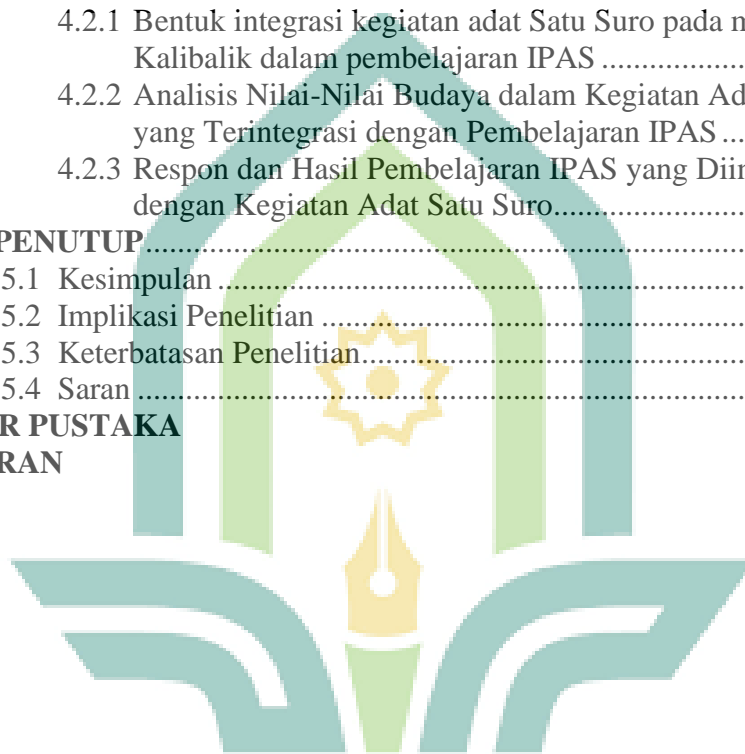 4.2.1 Bentuk integrasi kegiatan adat Satu Suro pada
Kalibalik dalam pembelajaran IPAS ....................
4.2.2 Analisis Nilai-Nilai Budaya dalam Kegiatan
yang Terintegrasi dengan Pembelajaran IPAS ...
4.2.3 Respon dan Hasil Pembelajaran IPAS yang
dengan Kegiatan Adat Satu Suro........................
PENUTUP......................................................................
5.1 Kesimpulan ...........................................................
5.2 Implikasi Penelitian ..............................................
5.3 Keterbatasan Penelitian.........................................
5.4 Saran ......................................................................
R PUSTAKA
RAN